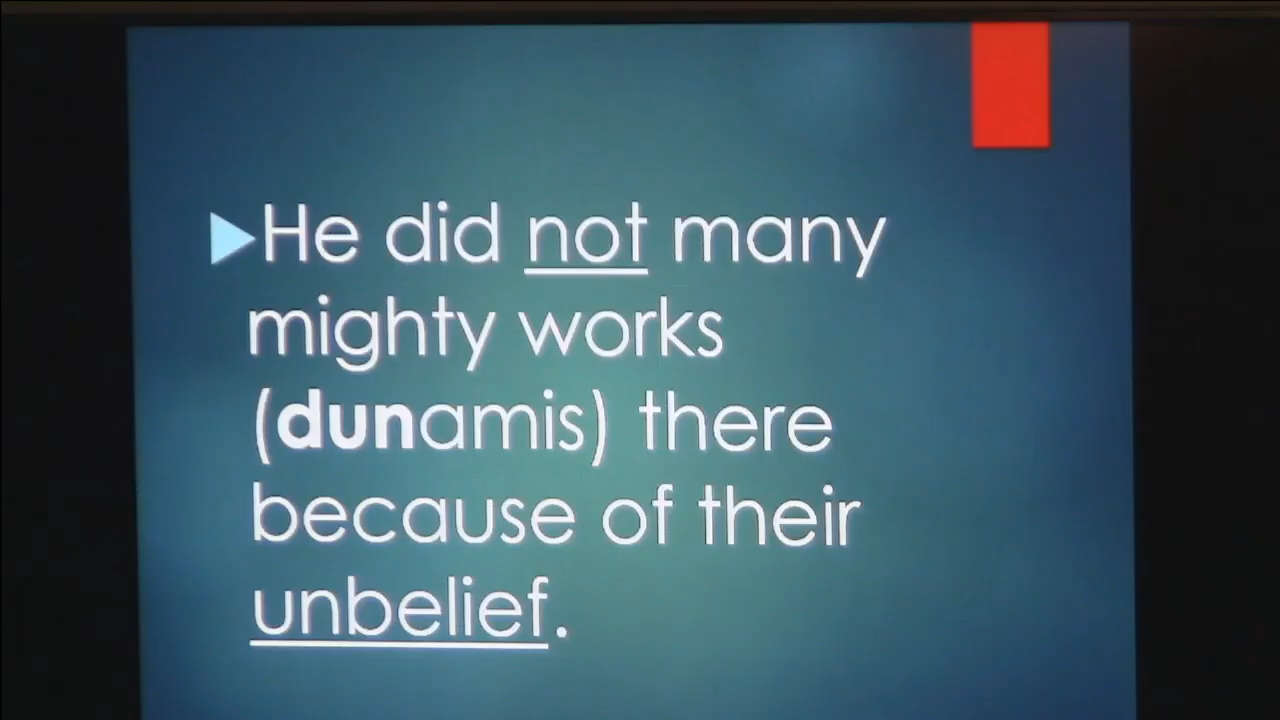 He did not many
mighty works
(dunamis) there
because of their
unbelief.